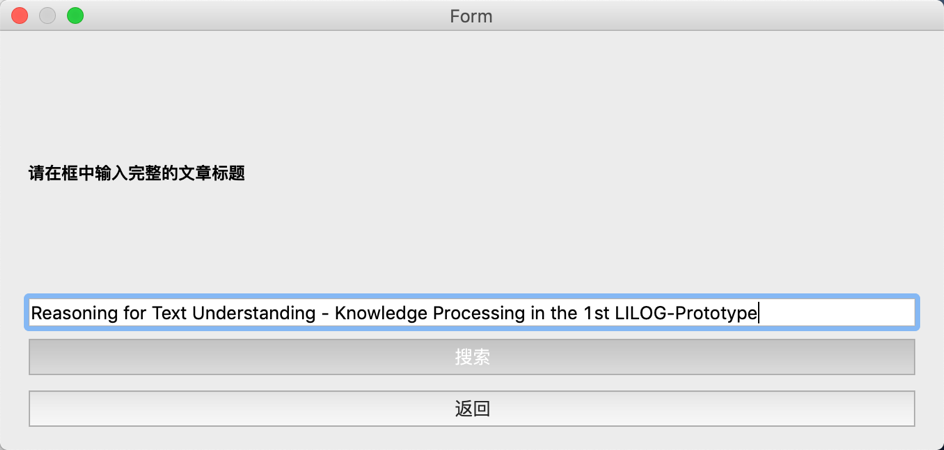 Form
请在框中输入完整的文章标题
Reasoning for Text Understanding - Knowledge Processing in the 1st LILOG-Prototype
搜索
返回